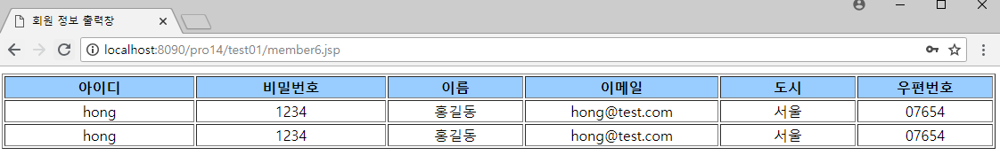 회원 정보 출력창
localhost:8090/pro14/test01/member6.jsp
아이디 비밀번호 이름 이메일 도시 우편번호
hong 1234 홍길동 hong@test.com 서울 07654
hong 1234 홍길동 hong@test.com 서울 07654